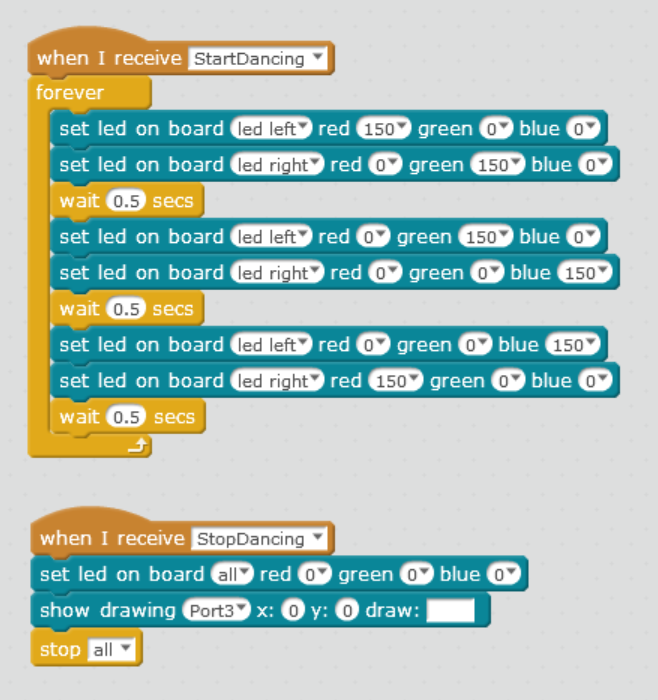 when I receive StartDancing
forever
set led on board led left red 150 green 0 blue 0
set led on board led right red 0 green 150 blue 0
wait 0.5 secs
set led on board led left red 0 green 150 blue 0
set led on board led right red 0 green 0 blue 150
wait 0.5 secs
set led on board led left red 0 green 0 blue 150
set led on board led right red 150 green 0 blue 0
wait 0.5 secs
when I receive StopDancing
set led on board all red 0 green 0 blue 0
show drawing Port3 x: 0 y: 0 draw:
stop all